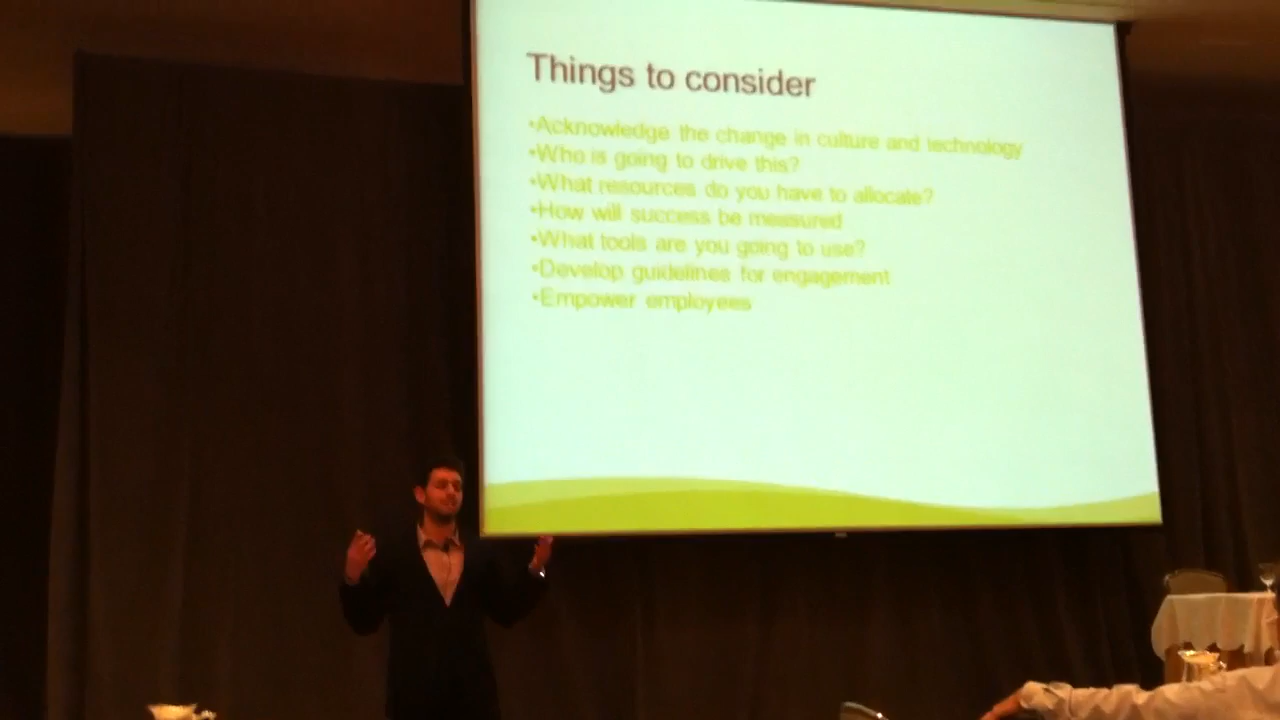 Things to consider
•Acknowledge the change in culture and technology
•Who is going to drive this?
•What resources do you have to allocate?
•How will success be measured
•What tools are you going to use?
•Develop guidelines for engagement
•Empower employees